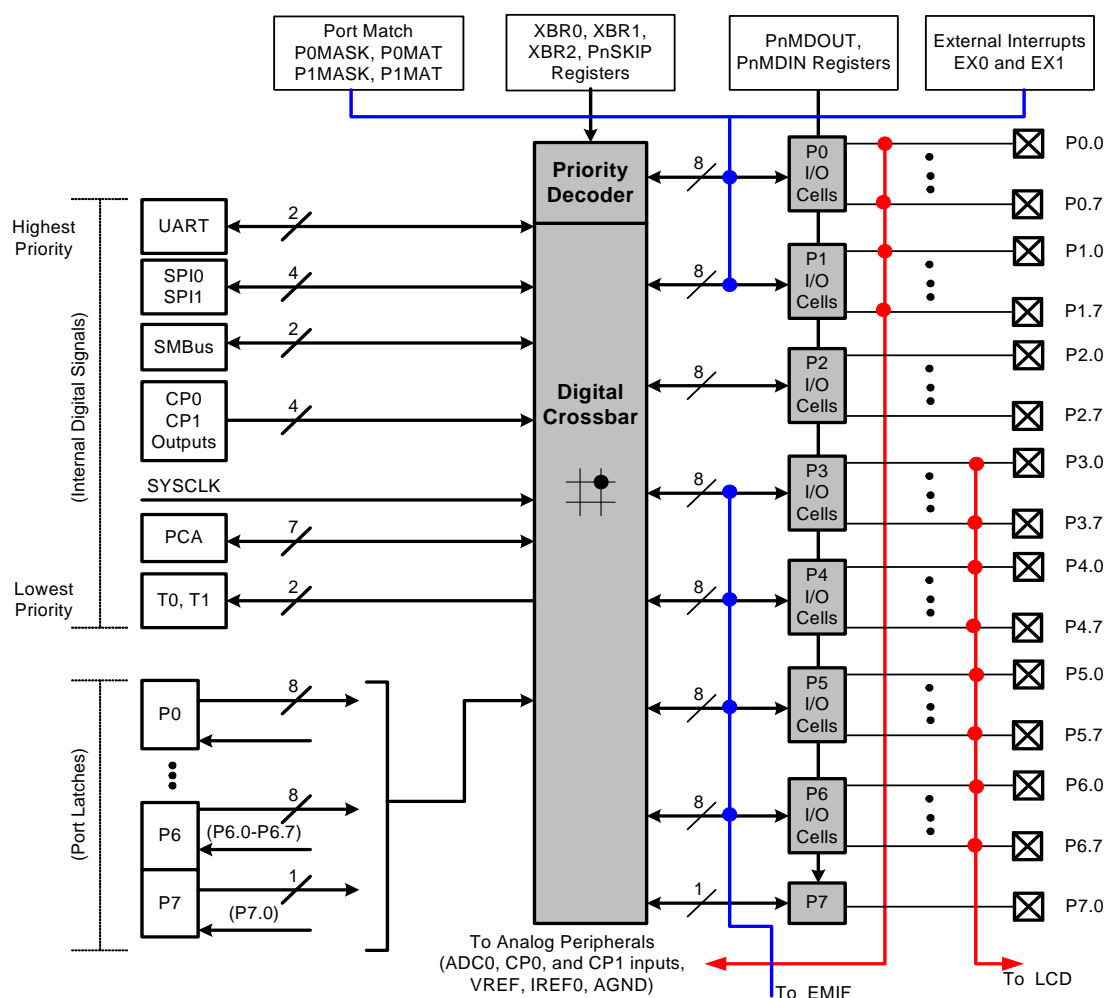 Port Match
P0MASK, P0MAT
P1MASK, P1MAT
XBR0, XBR1,
XBR2, PnSKIP
Registers
PnMDOUT,
PnMDIN Registers
External Interrupts
EX0 and EX1
Priority
Decoder
Digital
Crossbar
Highest
Priority
(Internal Digital Signals)
Lowest
Priority
UART
2
SPI0
SPI1
4
SMBus
2
CP0
CP1
Outputs
4
SYSCLK
PCA
7
T0, T1
2
(Port Latches)
P0
8
P6
8
(P6.0-P6.7)
P7
1
(P7.0)
8
P0
I/O
Cells
P0.0
P0.7
8
P1
I/O
Cells
P1.0
P1.7
8
P2
I/O
Cells
P2.0
P2.7
8
P3
I/O
Cells
P3.0
P3.7
8
P4
I/O
Cells
P4.0
P4.7
8
P5
I/O
Cells
P5.0
P5.7
8
P6
I/O
Cells
P6.0
P6.7
1
P7
P7.0
To Analog Peripherals
(ADC0, CP0, and CP1 inputs,
VREF, IREF0, AGND)
To EMIF
To LCD